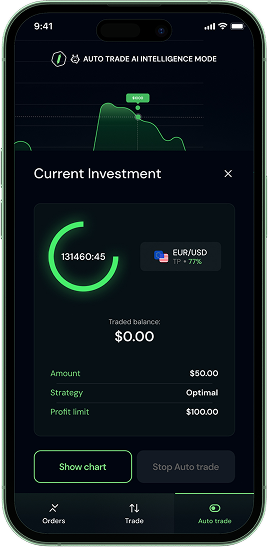 9:41
AUTO TRADE AI INTELLIGENCE MODE
Current Investment
131460:45
EUR/USD
TP + 77%
Traded balance:
$0.00
Amount $50.00
Strategy Optimal
Profit limit $100.00
Show chart Stop Auto trade
Orders Trade Auto trade